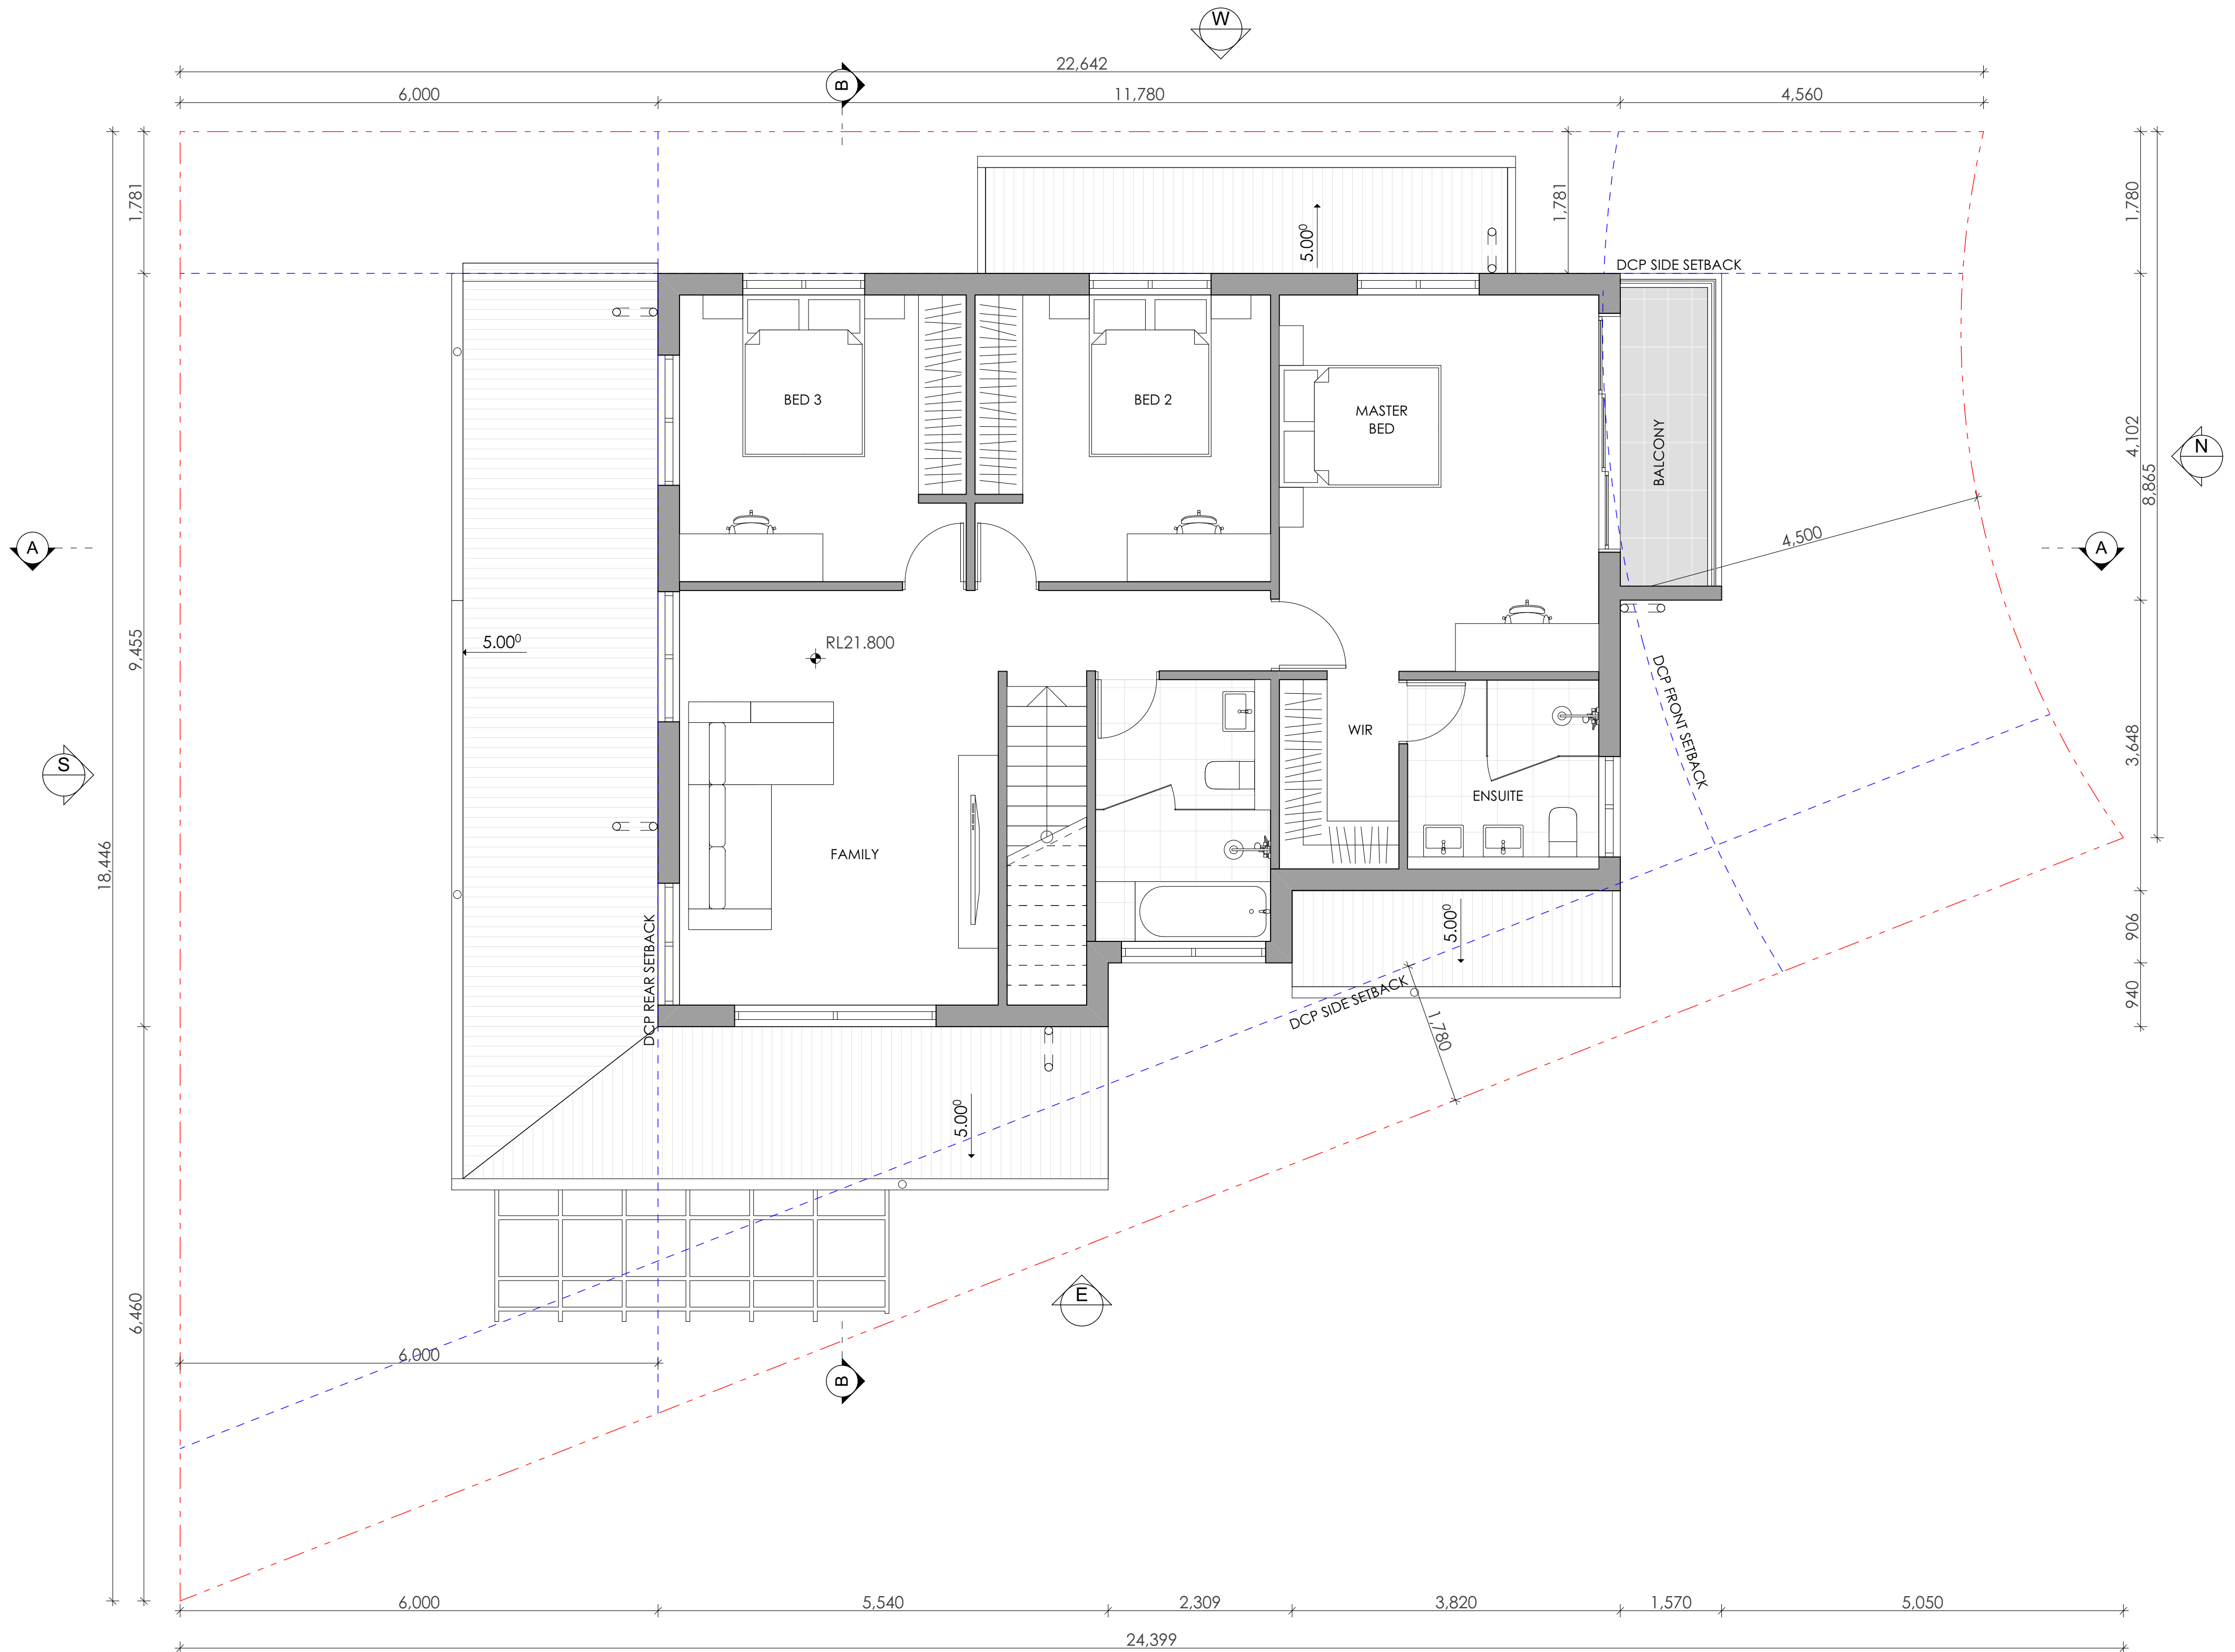 W
22,642
B
6,000
11,780
4,560
1,781
1,781
1,780
5.00⁰
DCP SIDE SETBACK
BED 3
BED 2
MASTER
BED
BALCONY
4,102
8,865
N
4,500
A
A
9,455
5.00⁰
RL21.800
DCP FRONT SETBACK
WIR
3,648
S
ENSUITE
18,446
FAMILY
DCP REAR SETBACK
5.00⁰
906
DCP SIDE SETBACK
940
1,780
5.00⁰
6,460
E
6,000
B
6,000
5,540
2,309
3,820
1,570
5,050
24,399